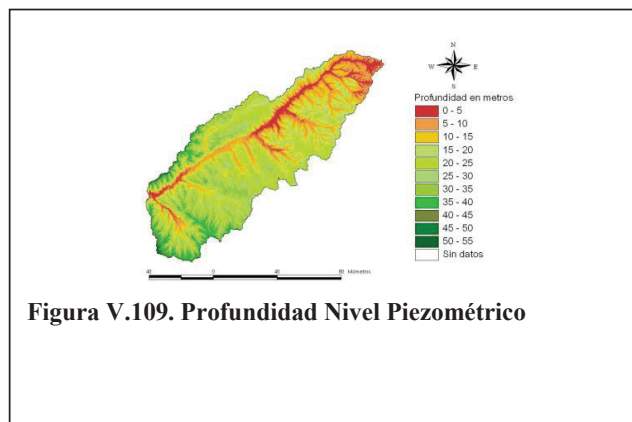 N
W E
S
Profundidad en metros
0 - 5
5 - 10
10 - 15
15 - 20
20 - 25
25 - 30
30 - 35
35 - 40
40 - 45
45 - 50
50 - 55
Sin datos
40 0 40 80 Kilómetros
Figura V.109. Profundidad Nivel Piezométrico